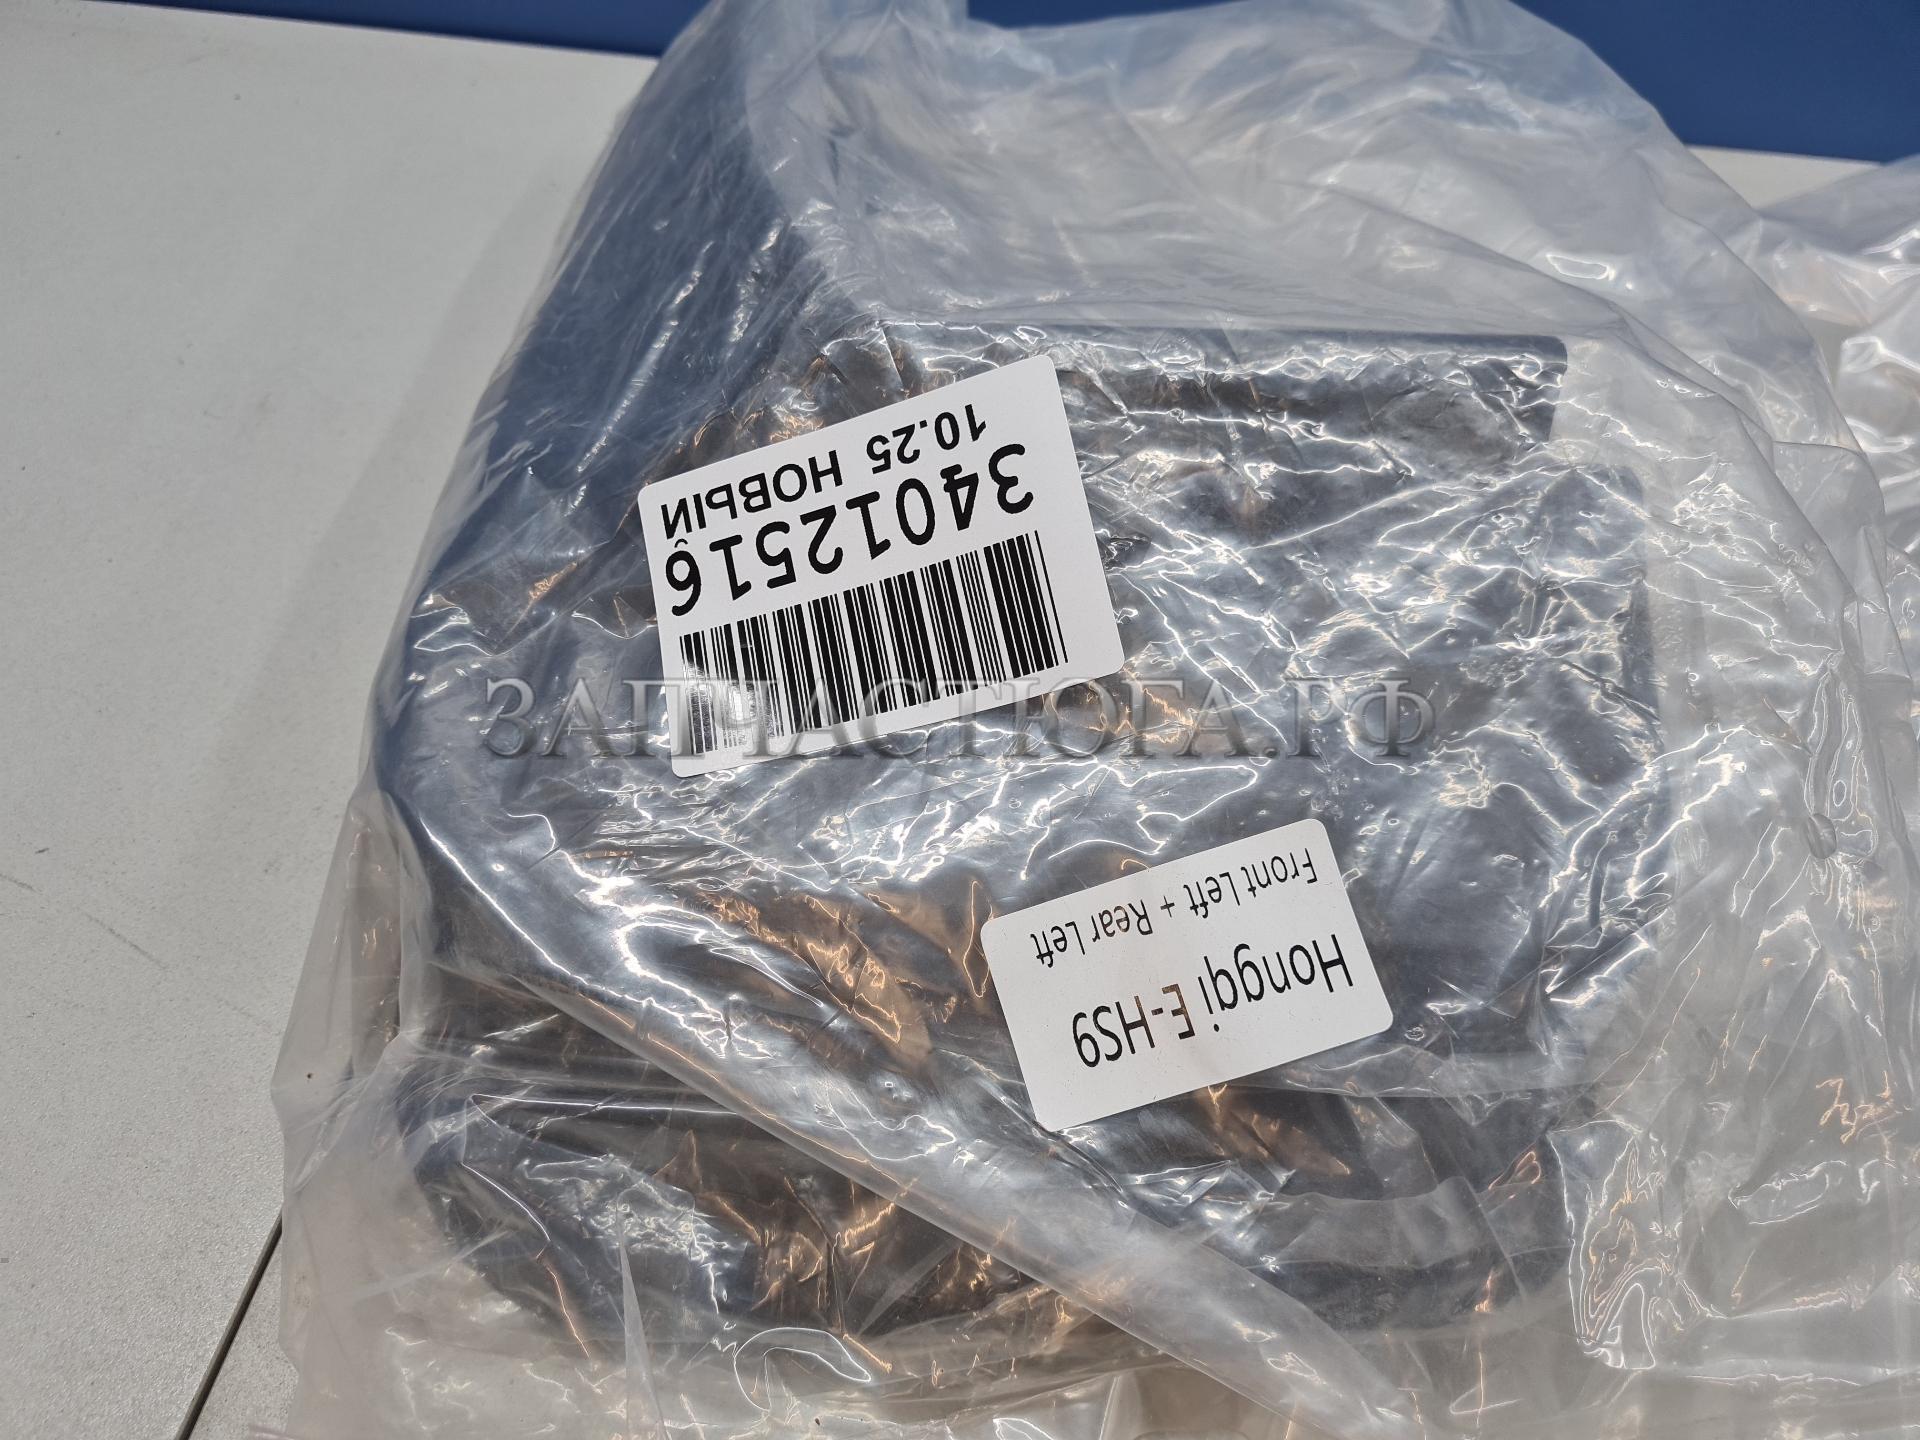 34012516
10.25 НОВЫЙ
ЗАПЧАСТЮГА.РФ
Hongqi E-HS9
Front Left + Rear Left